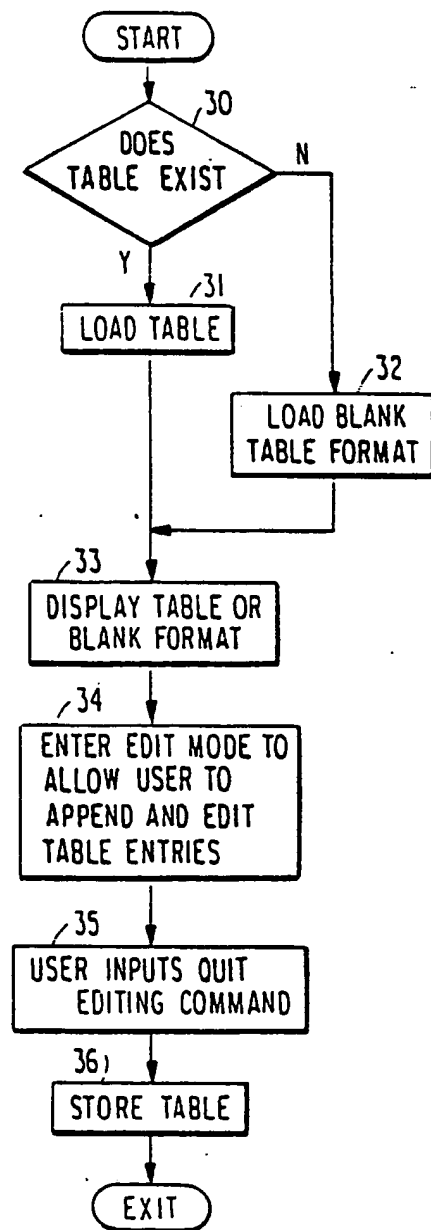 START
30
DOES
TABLE EXIST
N
Y
31
LOAD TABLE
32
LOAD BLANK
TABLE FORMAT
33
DISPLAY TABLE OR
BLANK FORMAT
34
ENTER EDIT MODE TO
ALLOW USER TO
APPEND AND EDIT
TABLE ENTRIES
35
USER INPUTS QUIT
EDITING COMMAND
36
STORE TABLE
EXIT